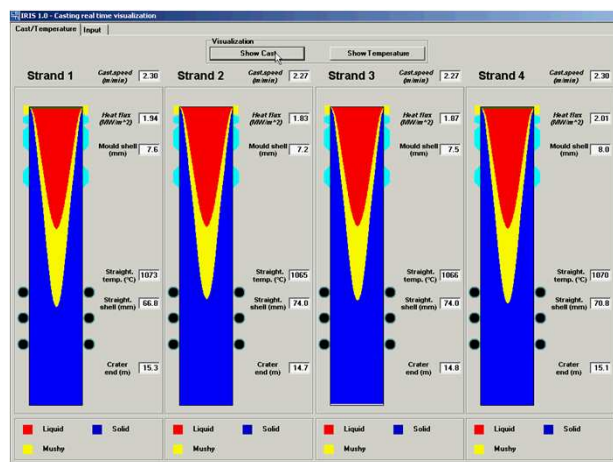 IRIS 1.0 - Casting real time visualization
Cast/Temperature Input
Visualization
Show Cast Show Temperature
Strand 1 Cast.speed (m/min) 2.30
Heat flux (MW/m^2) 1.94
Mould shell (mm) 7.6
Straight. temp. (°C) 1073
Straight. shell (mm) 66.8
Crater end (m) 15.3
Liquid Solid
Mushy
Strand 2 Cast.speed (m/min) 2.27
Heat flux (MW/m^2) 1.83
Mould shell (mm) 7.2
Straight. temp. (°C) 1065
Straight. shell (mm) 74.0
Crater end (m) 14.7
Liquid Solid
Mushy
Strand 3 Cast.speed (m/min) 2.27
Heat flux (MW/m^2) 1.87
Mould shell (mm) 7.5
Straight. temp. (°C) 1066
Straight. shell (mm) 74.0
Crater end (m) 14.8
Liquid Solid
Mushy
Strand 4 Cast.speed (m/min) 2.30
Heat flux (MW/m^2) 2.01
Mould shell (mm) 8.0
Straight. temp. (°C) 1070
Straight. shell (mm) 70.8
Crater end (m) 15.1
Liquid Solid
Mushy